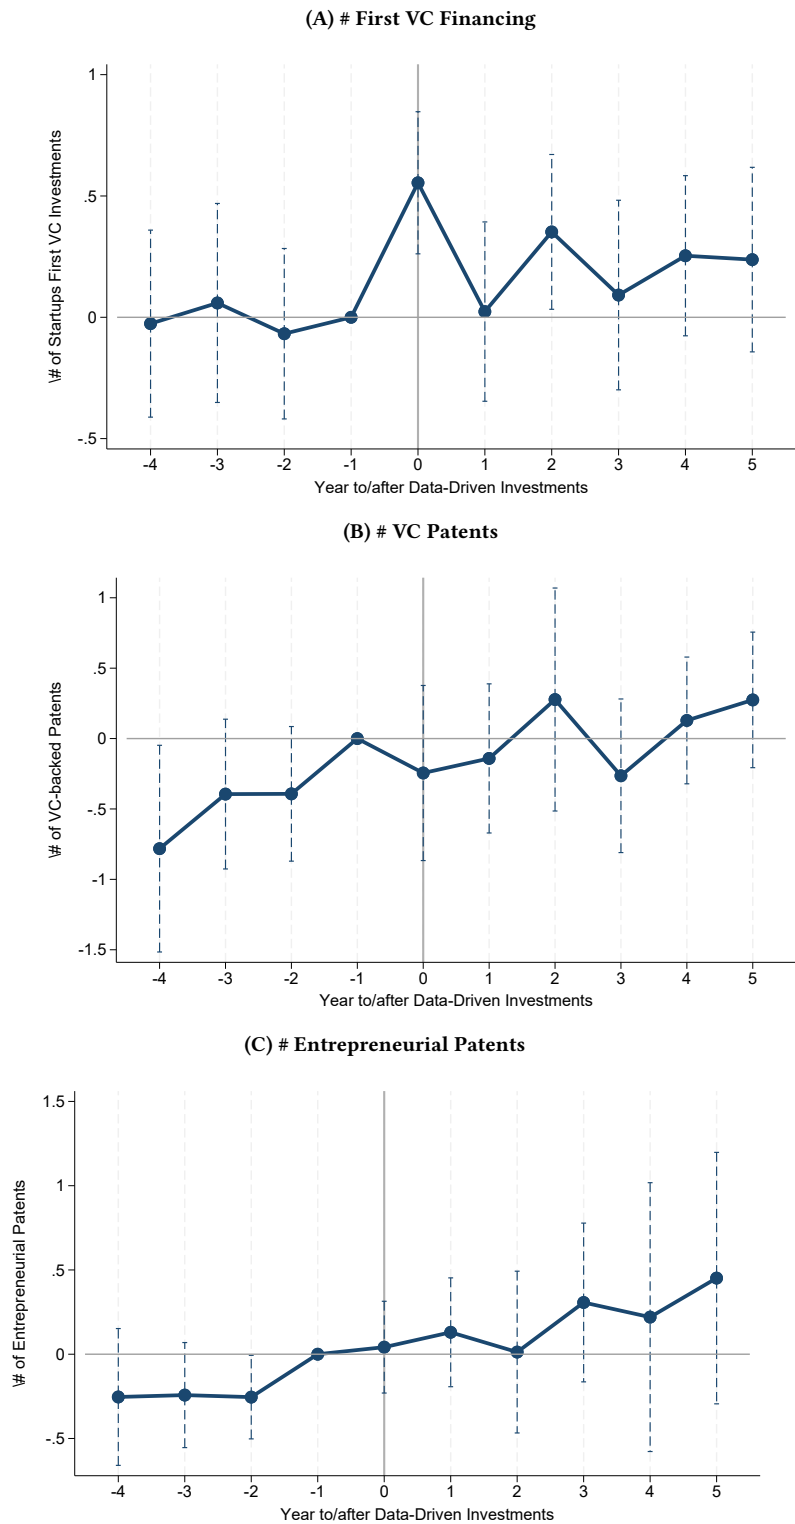 (A) # First VC Financing
\# of Startups First VC Investments
1
.5
0
-.5
-4 -3 -2 -1 0 1 2 3 4 5
Year to/after Data-Driven Investments
(B) # VC Patents
\# of VC-backed Patents
1
.5
0
-.5
-1
-1.5
-4 -3 -2 -1 0 1 2 3 4 5
Year to/after Data-Driven Investments
(C) # Entrepreneurial Patents
\# of Entrepreneurial Patents
1.5
1
.5
0
-.5
-4 -3 -2 -1 0 1 2 3 4 5
Year to/after Data-Driven Investments